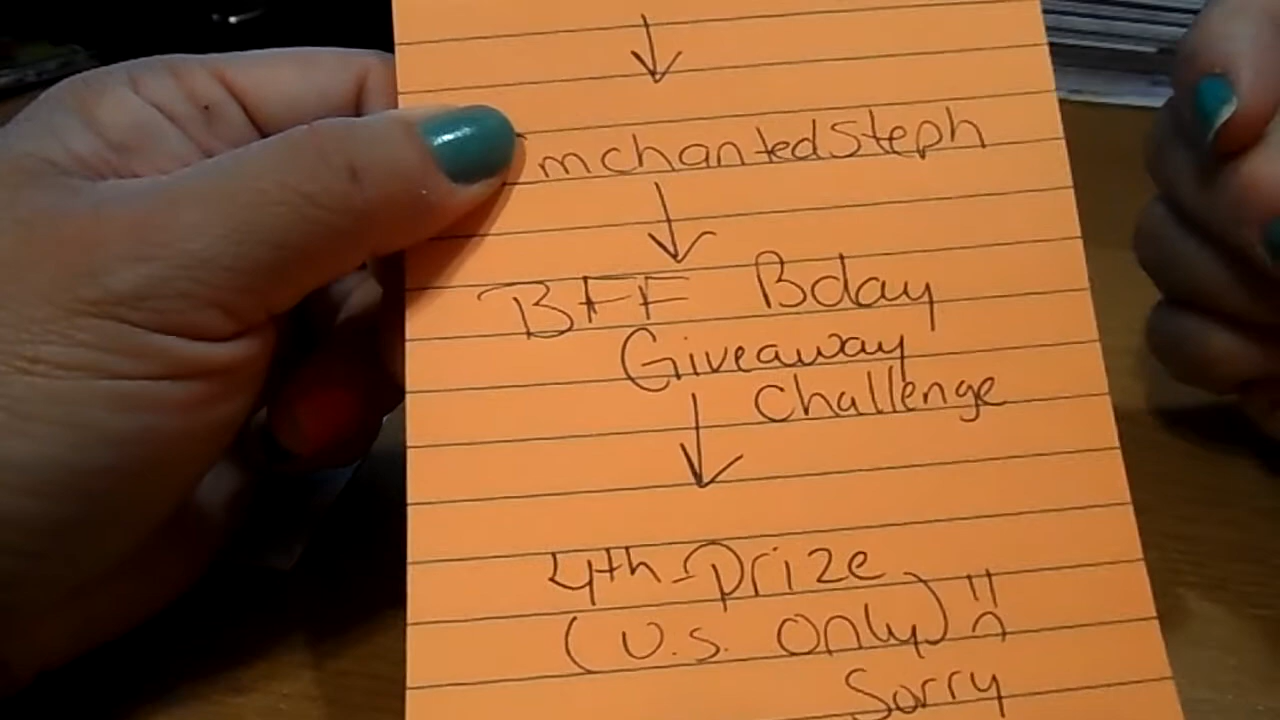 mchantedSteph
BFF Bday
Giveaway
Challenge
4th-Prize
(U.S. only)
Sorry